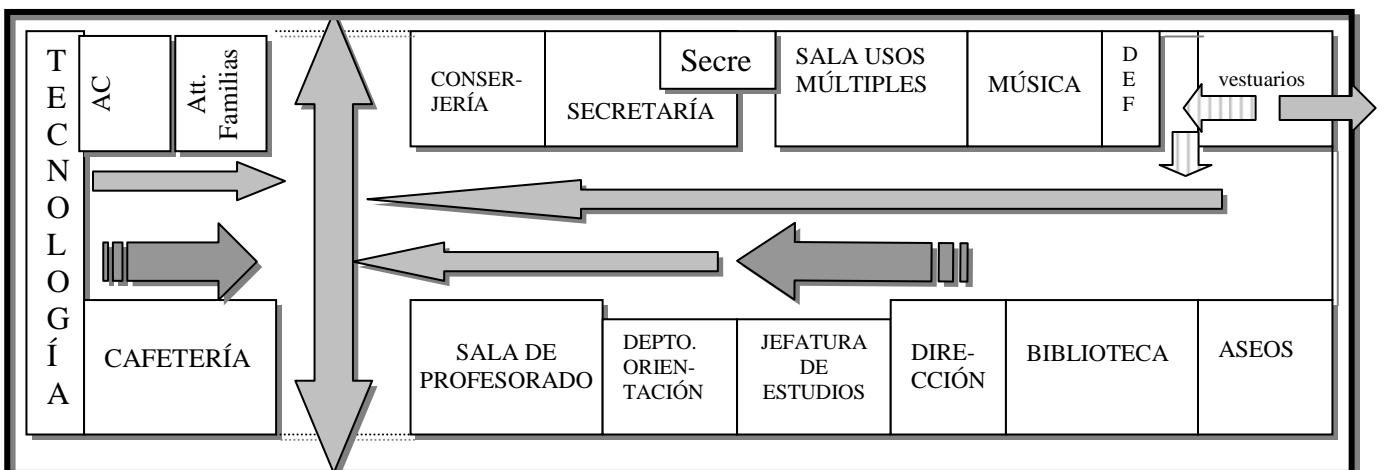 TECNOLOGÍA
AC
Att.
Familias
CONSER-
JERÍA
SECRETARÍA
Secre
SALA USOS
MÚLTIPLES
MÚSICA
D
E
F
vestuarios
CAFETERÍA
SALA DE
PROFESORADO
DEPTO.
ORIEN-
TACIÓN
JEFATURA
DE
ESTUDIOS
DIRE-
CCIÓN
BIBLIOTECA
ASEOS